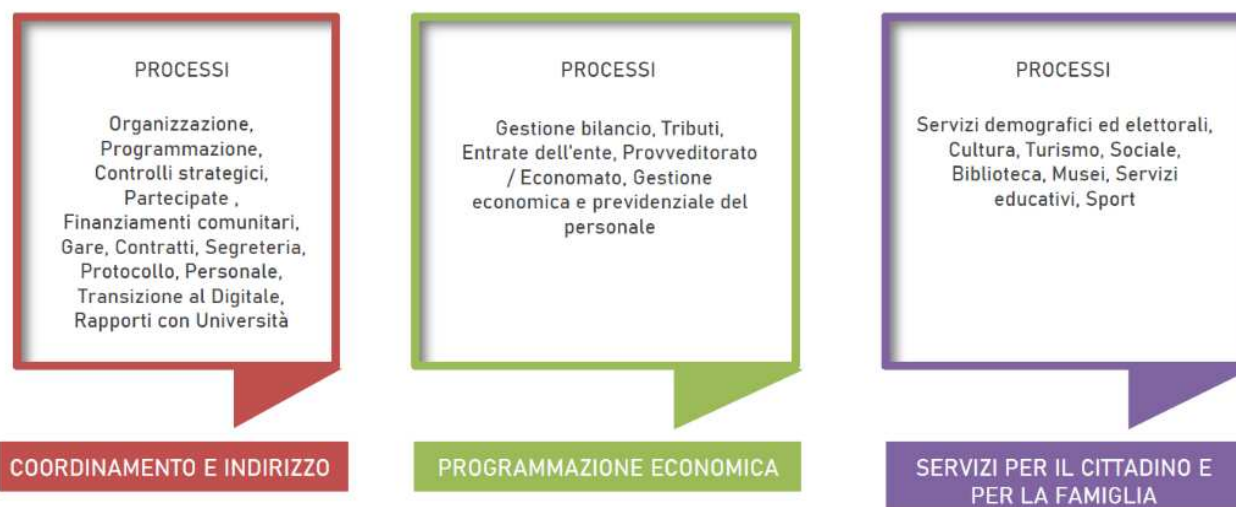 PROCESSI
Organizzazione,
Programmazione,
Controlli strategici,
Partecipate ,
Finanziamenti comunitari,
Gare, Contratti, Segreteria,
Protocollo, Personale,
Transizione al Digitale,
Rapporti con Università
COORDINAMENTO E INDIRIZZO
PROCESSI
Gestione bilancio, Tributi,
Entrate dell'ente, Provveditorato
/ Economato, Gestione
economica e previdenziale del
personale
PROGRAMMAZIONE ECONOMICA
PROCESSI
Servizi demografici ed elettorali,
Cultura, Turismo, Sociale,
Biblioteca, Musei, Servizi
educativi, Sport
SERVIZI PER IL CITTADINO E
PER LA FAMIGLIA